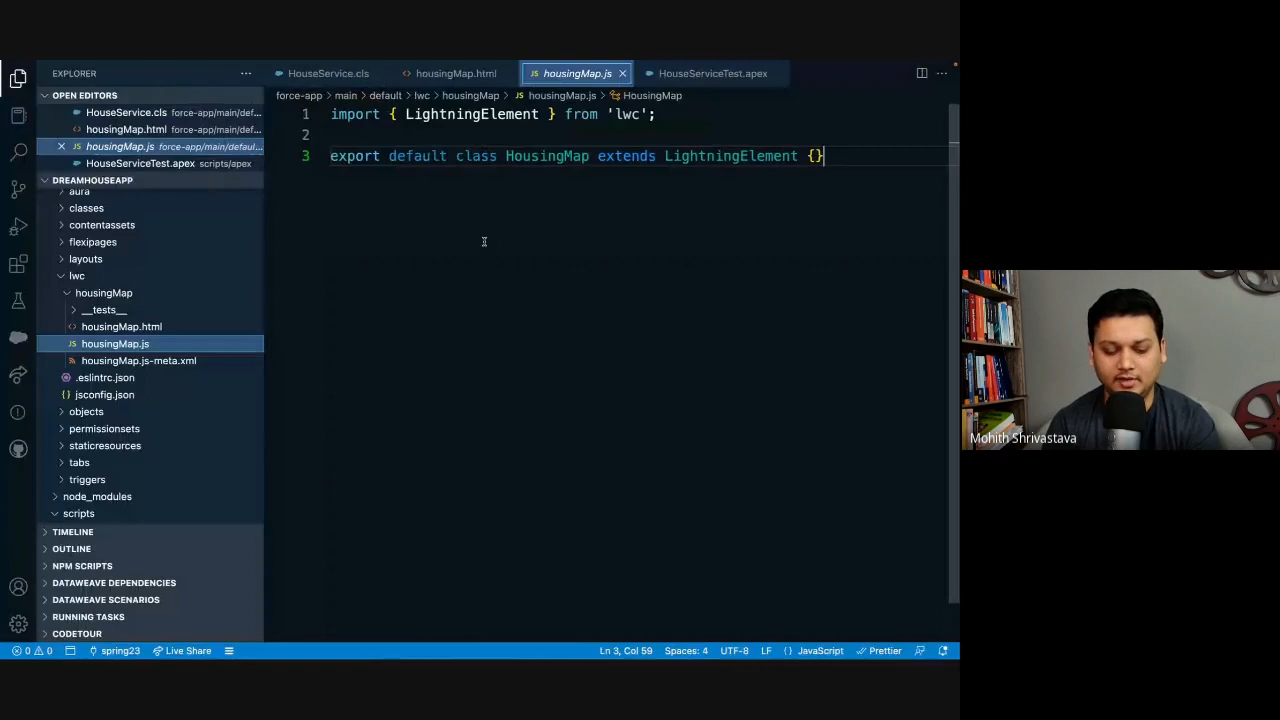 EXPLORER
HouseService.cls
housingMap.html
housingMap.js
HouseServiceTest.apex
OPEN EDITORS
force-app > main > default > lwc > housingMap > JS housingMap.js > HousingMap
HouseService.cls force-app/main/def...
housingMap.html force-app/main/def...
JS housingMap.js force-app/main/defaul...
HouseServiceTest.apex scripts/apex
DREAMHOUSEAPP
aura
classes
contentassets
flexipages
layouts
lwc
housingMap
__tests__
housingMap.html
JS housingMap.js
housingMap.js-meta.xml
.eslintrc.json
jsconfig.json
objects
permissionsets
staticresources
tabs
triggers
node_modules
scripts
TIMELINE
OUTLINE
NPM SCRIPTS
DATAWEAVE DEPENDENCIES
DATAWEAVE SCENARIOS
RUNNING TASKS
CODETOUR
1 import { LightningElement } from 'lwc';
2
3 export default class HousingMap extends LightningElement {}
0 0 spring23 Live Share Ln 3, Col 59 Spaces: 4 UTF-8 LF {} JavaScript Prettier
Mohith Shrivastava